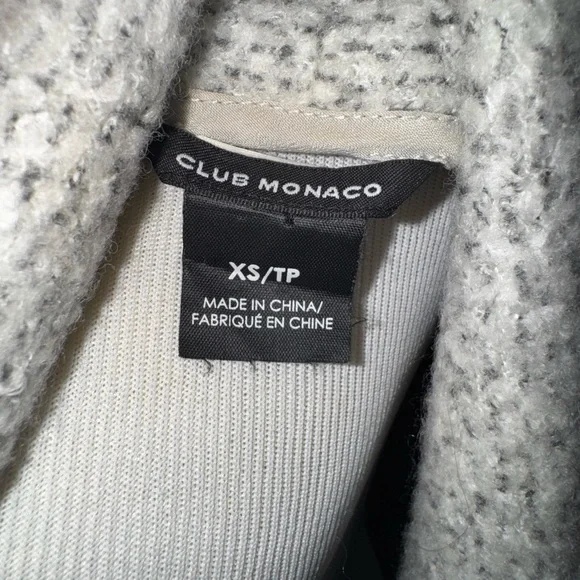 CLUB MONACO
XS/TP
MADE IN CHINA/
FABRIQUÉ EN CHINE